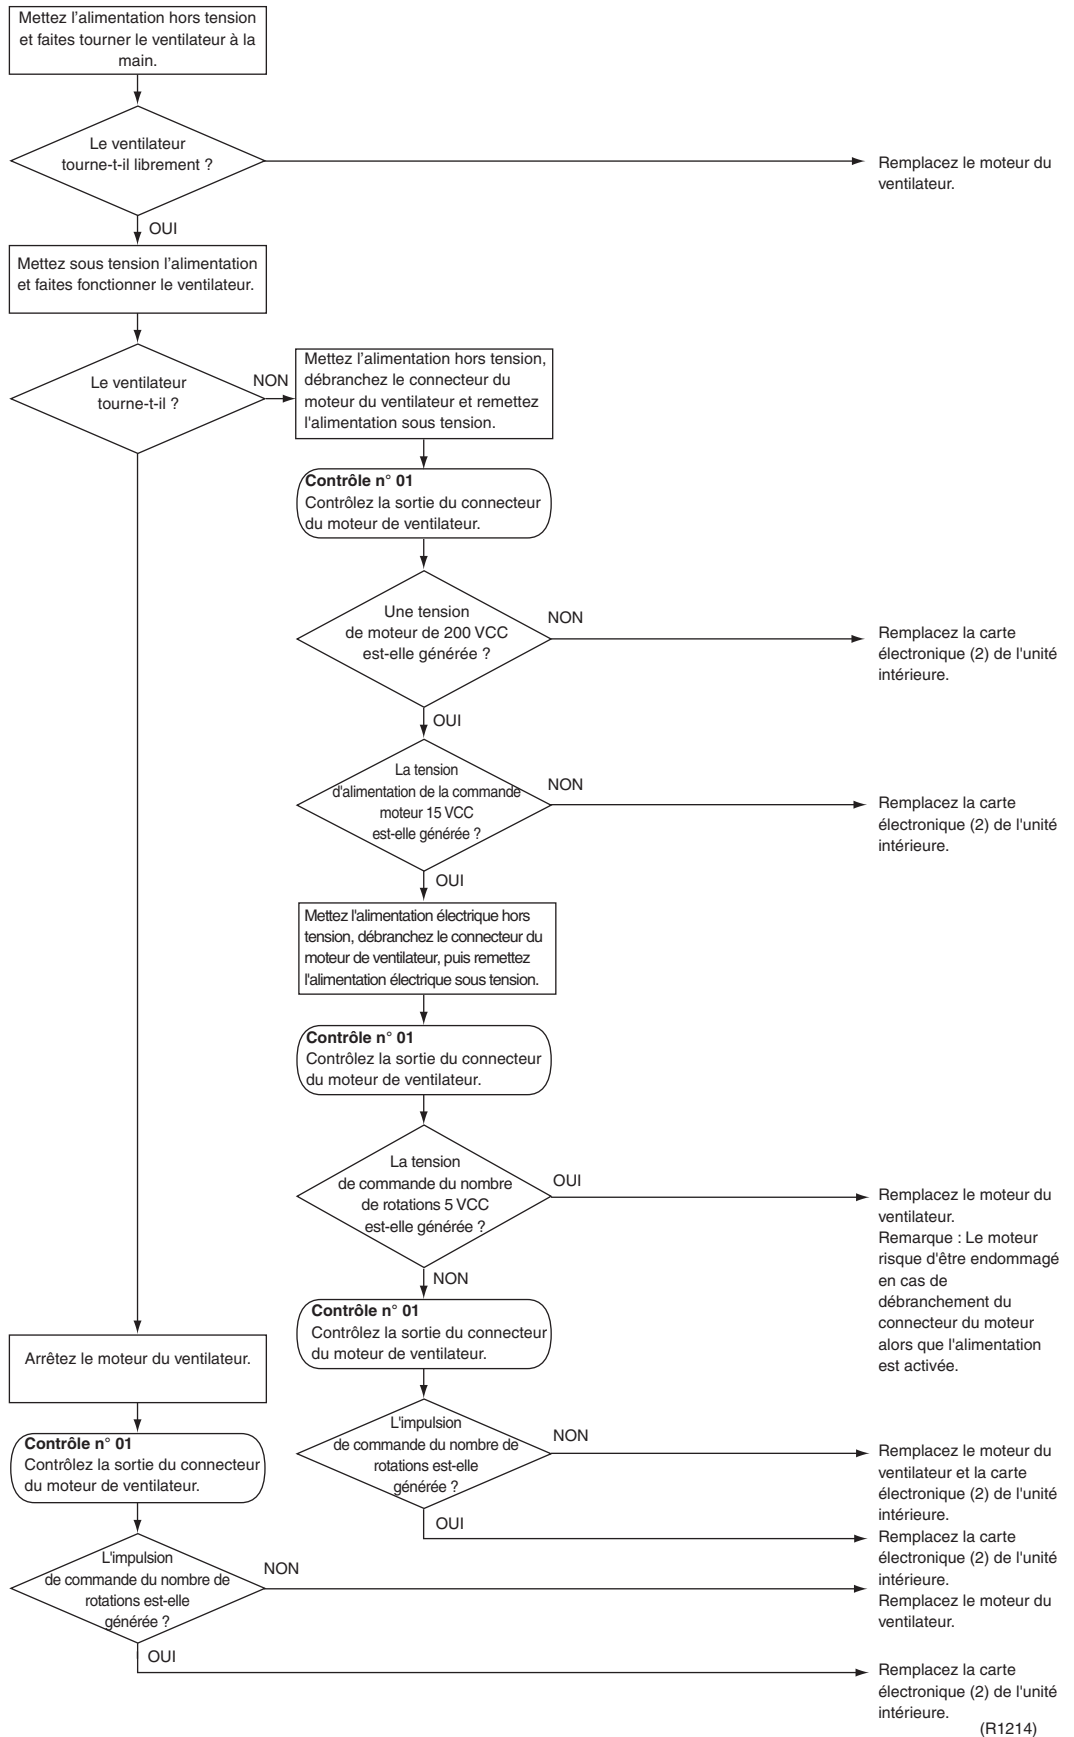 Mettez l'alimentation hors tension
et faites tourner le ventilateur à la
main.
Le ventilateur
tourne-t-il librement ?
Remplacez le moteur du
ventilateur.
OUI
Mettez sous tension l'alimentation
et faites fonctionner le ventilateur.
Le ventilateur
tourne-t-il ?
NON
Mettez l'alimentation hors tension,
débranchez le connecteur du
moteur du ventilateur et remettez
l'alimentation sous tension.
Contrôle n° 01
Contrôlez la sortie du connecteur
du moteur de ventilateur.
Une tension
de moteur de 200 VCC
est-elle générée ?
NON
Remplacez la carte
électronique (2) de l'unité
intérieure.
OUI
La tension
d'alimentation de la commande
moteur 15 VCC
est-elle générée ?
NON
Remplacez la carte
électronique (2) de l'unité
intérieure.
OUI
Mettez l'alimentation électrique hors
tension, débranchez le connecteur du
moteur de ventilateur, puis remettez
l'alimentation électrique sous tension.
Contrôle n° 01
Contrôlez la sortie du connecteur
du moteur de ventilateur.
La tension
de commande du nombre
de rotations 5 VCC
est-elle générée ?
OUI
Remplacez le moteur du
ventilateur.
Remarque : Le moteur
risque d'être endommagé
en cas de
débranchement du
connecteur du moteur
alors que l'alimentation
est activée.
NON
Contrôle n° 01
Contrôlez la sortie du connecteur
du moteur de ventilateur.
Arrêtez le moteur du ventilateur.
L'impulsion
de commande du nombre de
rotations est-elle
générée ?
NON
Remplacez le moteur du
ventilateur et la carte
électronique (2) de l'unité
intérieure.
OUI
Remplacez la carte
électronique (2) de l'unité
intérieure.
Contrôle n° 01
Contrôlez la sortie du connecteur
du moteur de ventilateur.
L'impulsion
de commande du nombre de
rotations est-elle
générée ?
NON
Remplacez le moteur du
ventilateur.
OUI
Remplacez la carte
électronique (2) de l'unité
intérieure.
(R1214)